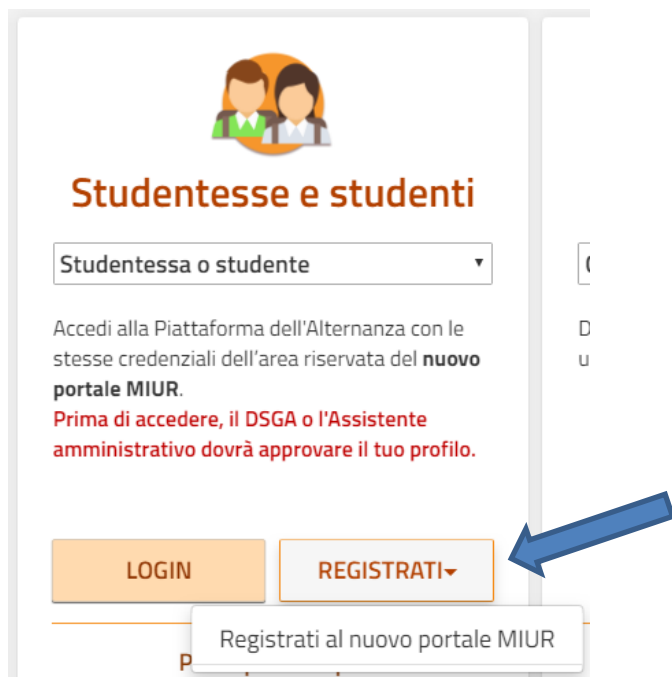 Studentesse e studenti
Studentessa o studente
Accedi alla Piattaforma dell'Alternanza con le
stesse credenziali dell'area riservata del nuovo
portale MIUR.
Prima di accedere, il DSGA o l'Assistente
amministrativo dovrà approvare il tuo profilo.
LOGIN
REGISTRATI
Registrati al nuovo portale MIUR